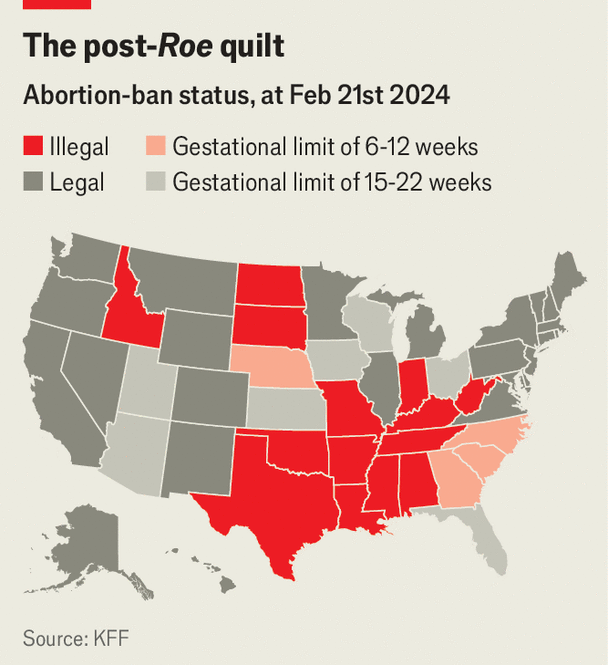 The post-Roe quilt
Abortion-ban status, at Feb 21st 2024
Illegal
Gestational limit of 6-12 weeks
Legal
Gestational limit of 15-22 weeks
Source: KFF